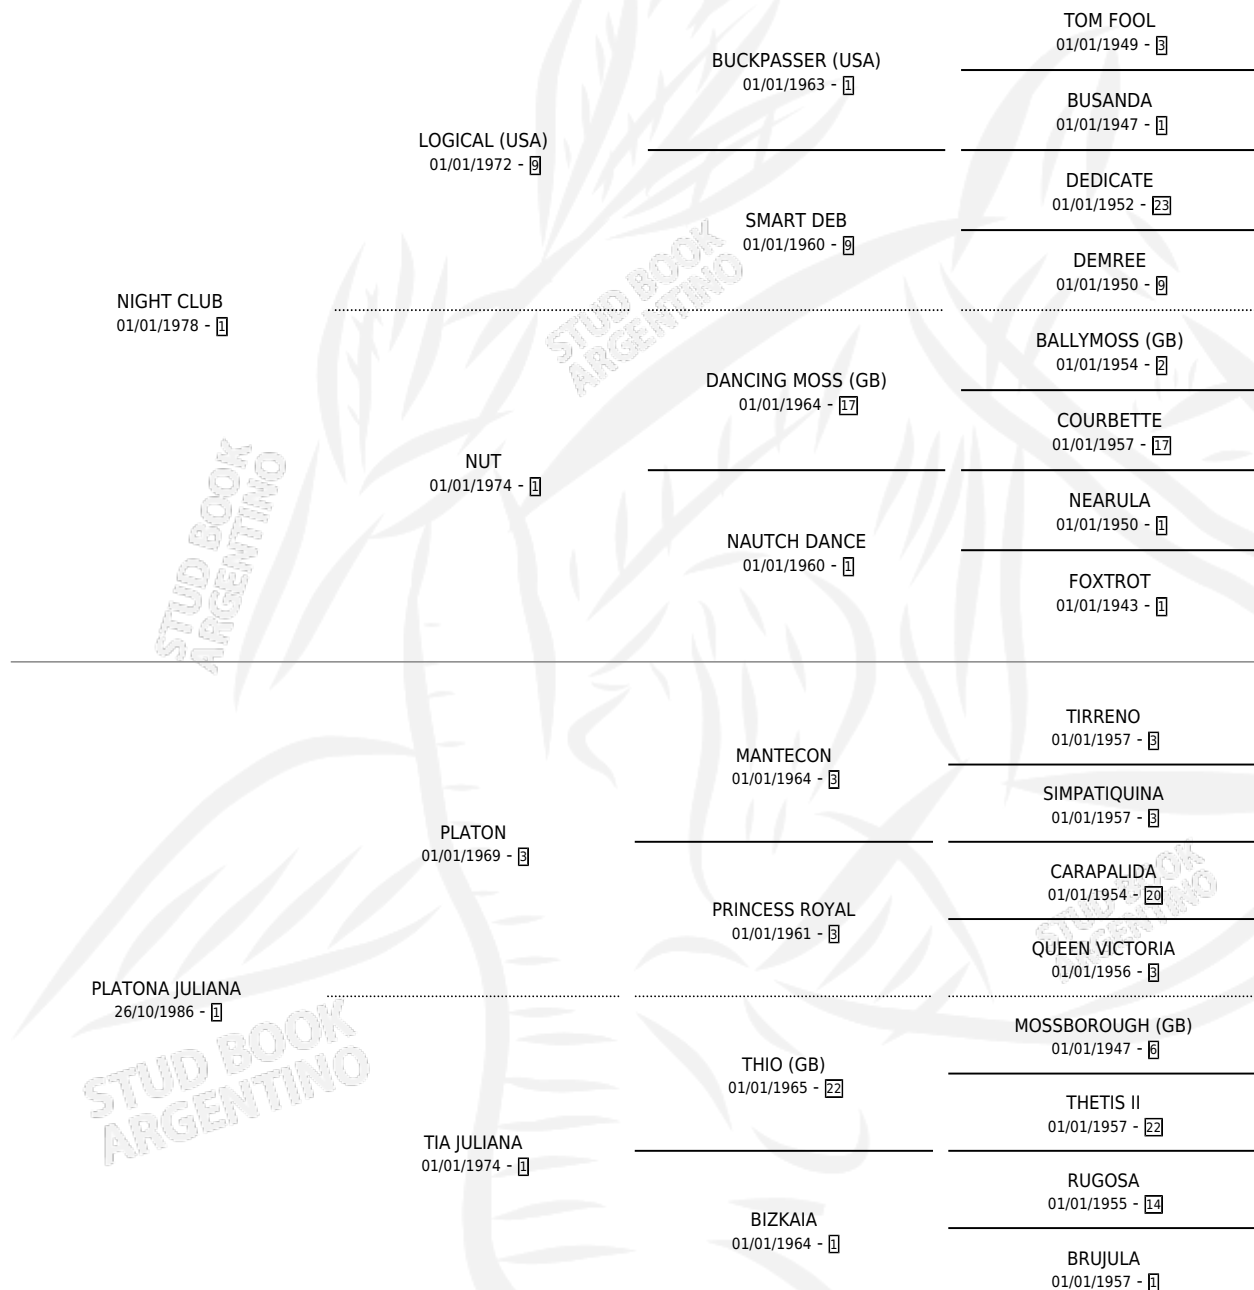 TOM FOOL
01/01/1949 - 3
BUCKPASSER (USA)
01/01/1963 - 1
BUSANDA
01/01/1947 - 1
LOGICAL (USA)
01/01/1972 - 9
DEDICATE
01/01/1952 - 23
SMART DEB
01/01/1960 - 9
DEMREE
01/01/1950 - 9
NIGHT CLUB
01/01/1978 - 1
BALLYMOSS (GB)
01/01/1954 - 2
DANCING MOSS (GB)
01/01/1964 - 17
COURBETTE
01/01/1957 - 17
NUT
01/01/1974 - 1
NEARULA
01/01/1950 - 1
NAUTCH DANCE
01/01/1960 - 1
FOXTROT
01/01/1943 - 1
STUD BOOK
ARGENTINO
STUD BOOK
ARGENTINO
TIRRENO
01/01/1957 - 3
MANTECON
01/01/1964 - 3
SIMPATIQUINA
01/01/1957 - 3
PLATON
01/01/1969 - 3
CARAPALIDA
01/01/1954 - 20
PRINCESS ROYAL
01/01/1961 - 3
QUEEN VICTORIA
01/01/1956 - 3
PLATONA JULIANA
26/10/1986 - 1
MOSSBOROUGH (GB)
01/01/1947 - 6
THIO (GB)
01/01/1965 - 22
THETIS II
01/01/1957 - 22
TIA JULIANA
01/01/1974 - 1
RUGOSA
01/01/1955 - 14
BIZKAIA
01/01/1964 - 1
BRUJULA
01/01/1957 - 1
STUD BOOK
ARGENTINO
STUD BOOK
ARGENTINO